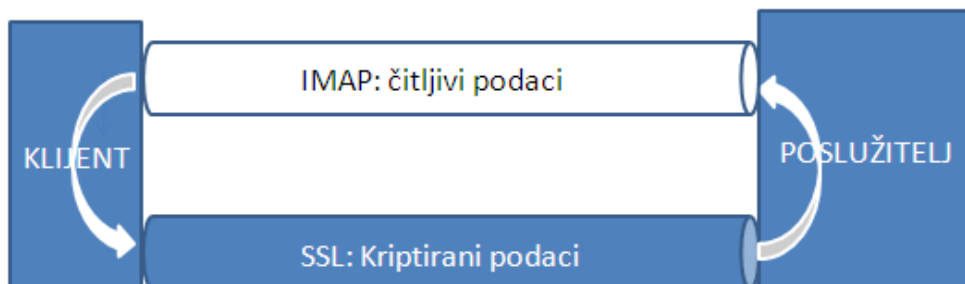 IMAP: čitljivi podaci
KLIJENT
POSLUŽITELJ
SSL: Kriptirani podaci